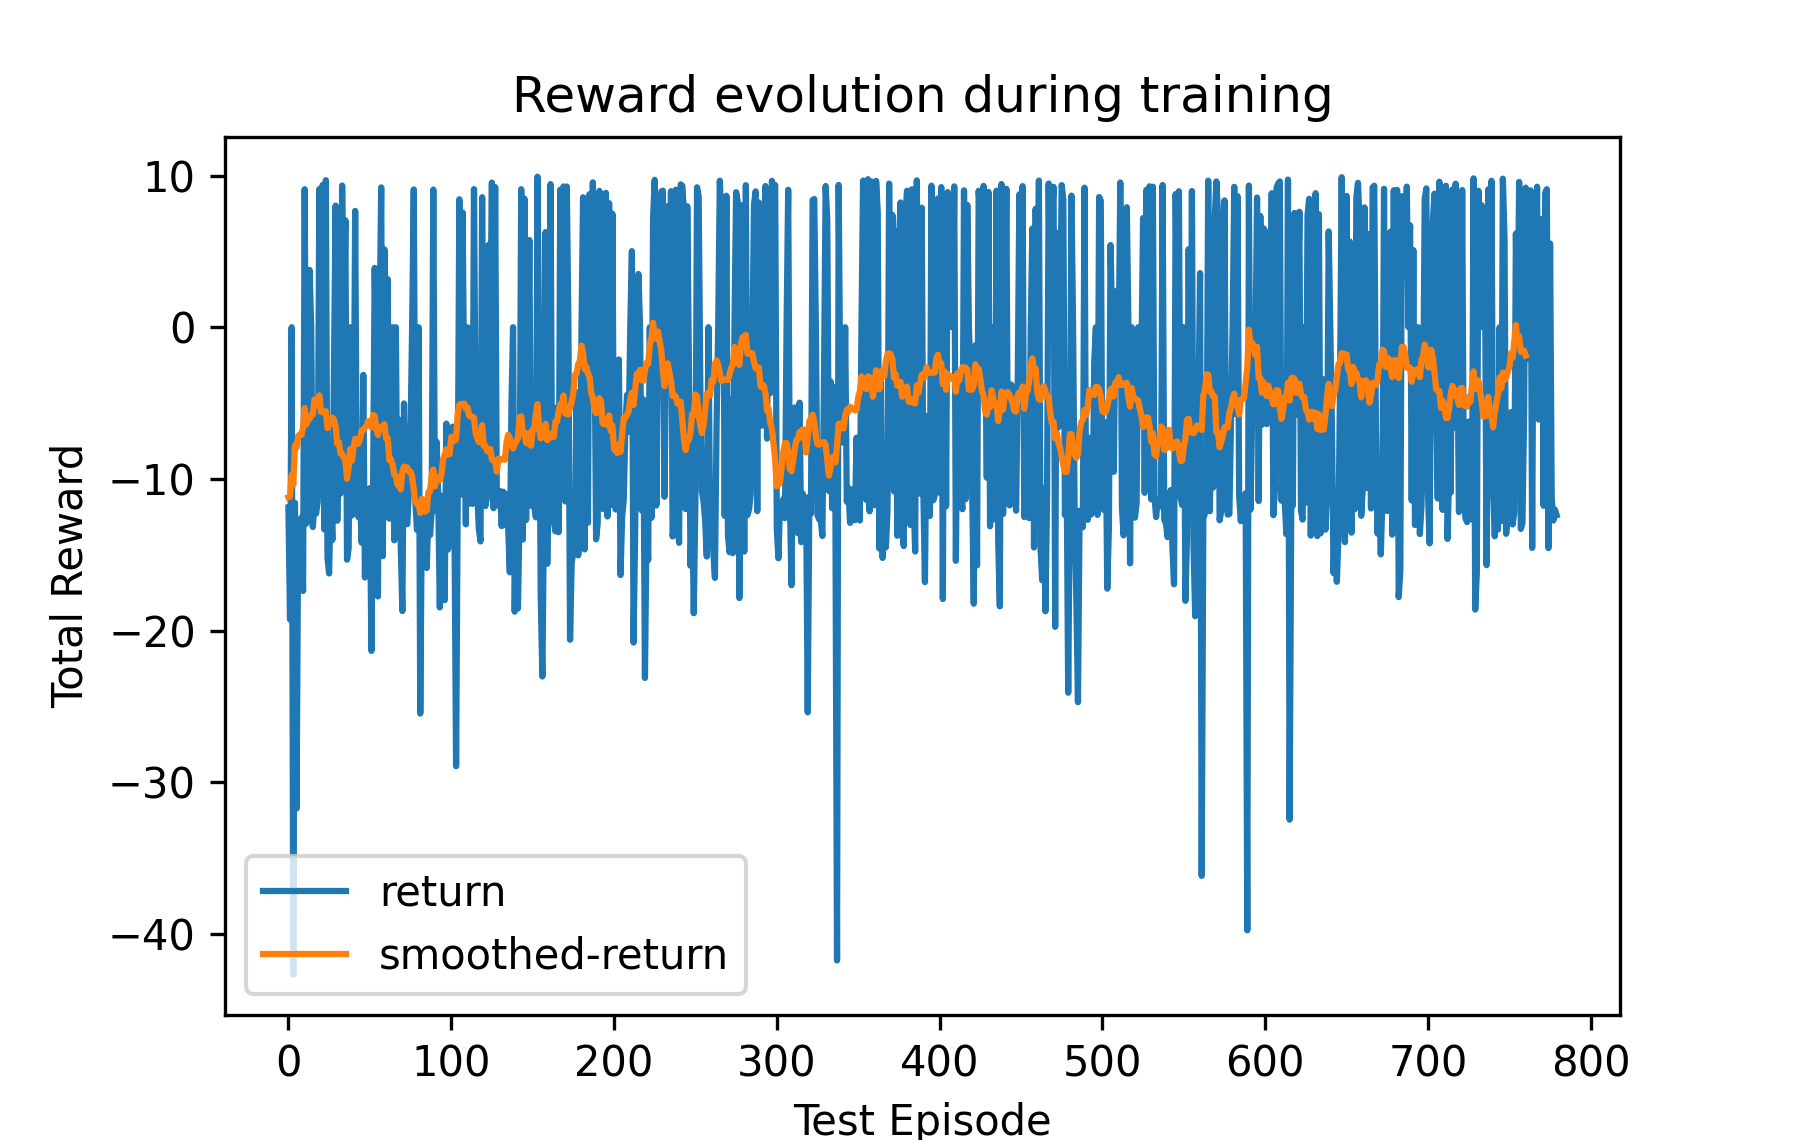 Reward evolution during training
10
0
−10
−20
−30
−40
Total Reward
return
smoothed-return
0 100 200 300 400 500 600 700 800
Test Episode